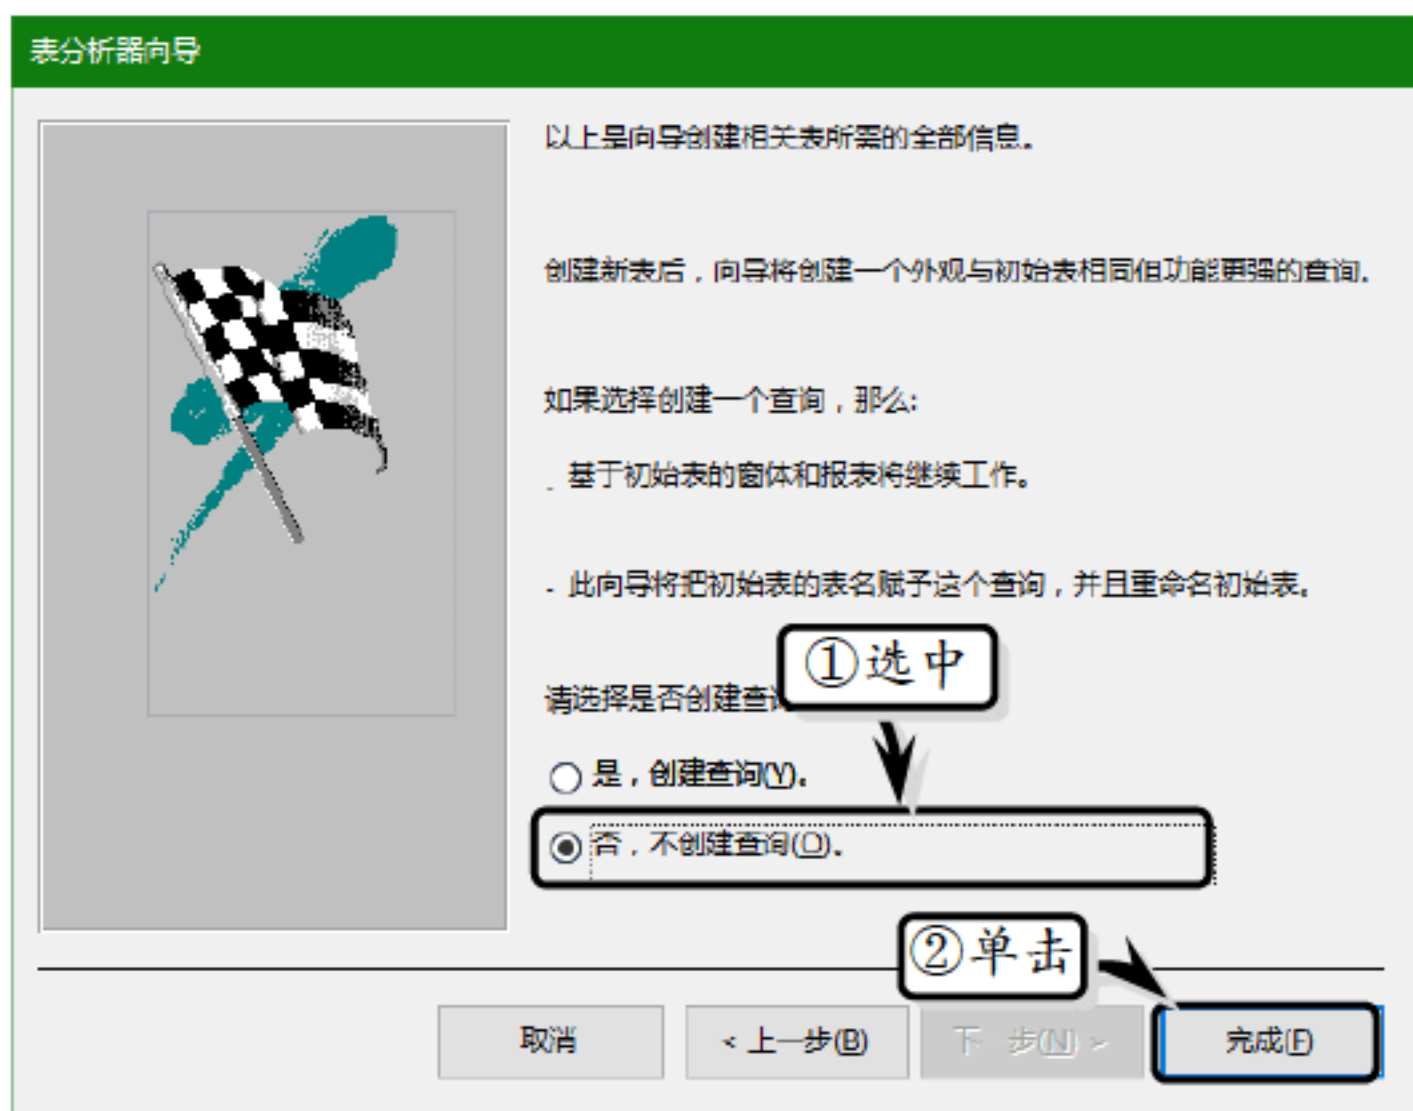 表分析器向导
以上是向导创建相关表所需的全部信息。
创建新表后，向导将创建一个外观与初始表相同但功能更强的查询。
如果选择创建一个查询，那么:
- 基于初始表的窗体和报表将继续工作。
- 此向导将把初始表的表名赋予这个查询，并且重命名初始表。
①选中
请选择是否创建查
是，创建查询(Y)。
否，不创建查询(O)。
②单击
取消
< 上一步(B)
下一步(N) >
完成(F)